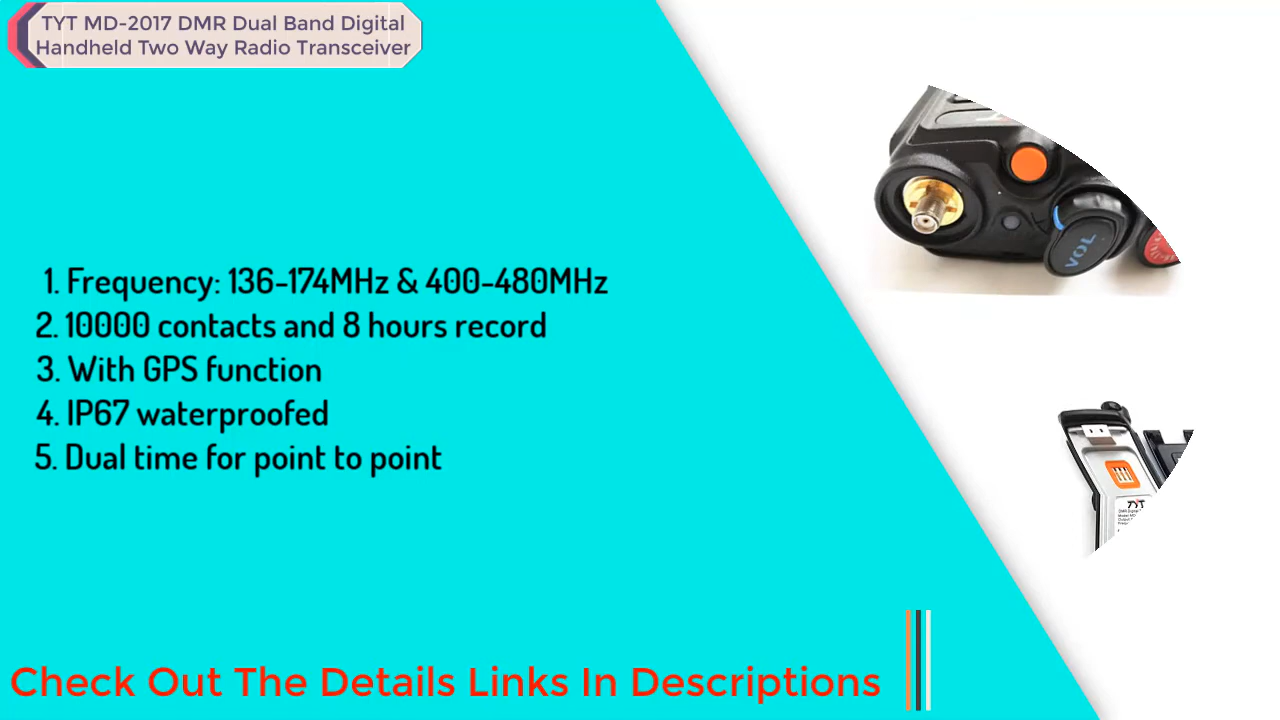 TYT MD-2017 DMR Dual Band Digital
Handheld Two Way Radio Transceiver
1. Frequency: 136-174MHz & 400-480MHz
2. 10000 contacts and 8 hours record
3. With GPS function
4. IP67 waterproofed
5. Dual time for point to point
VOL
TYT
Check Out The Details Links In Descriptions